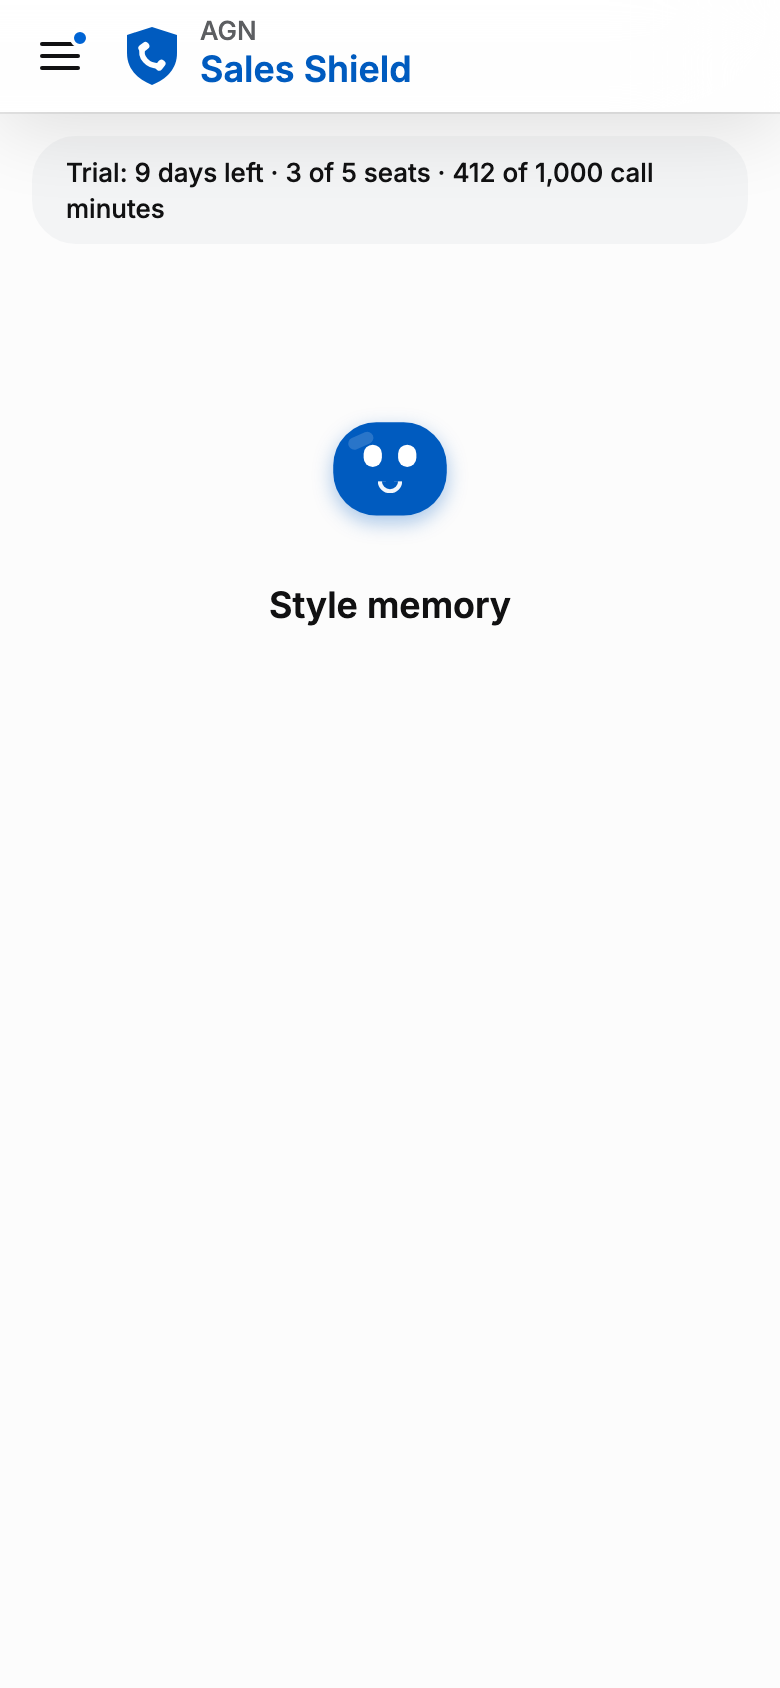 AGN
Sales Shield
Trial: 9 days left · 3 of 5 seats · 412 of 1,000 call
minutes
Style memory